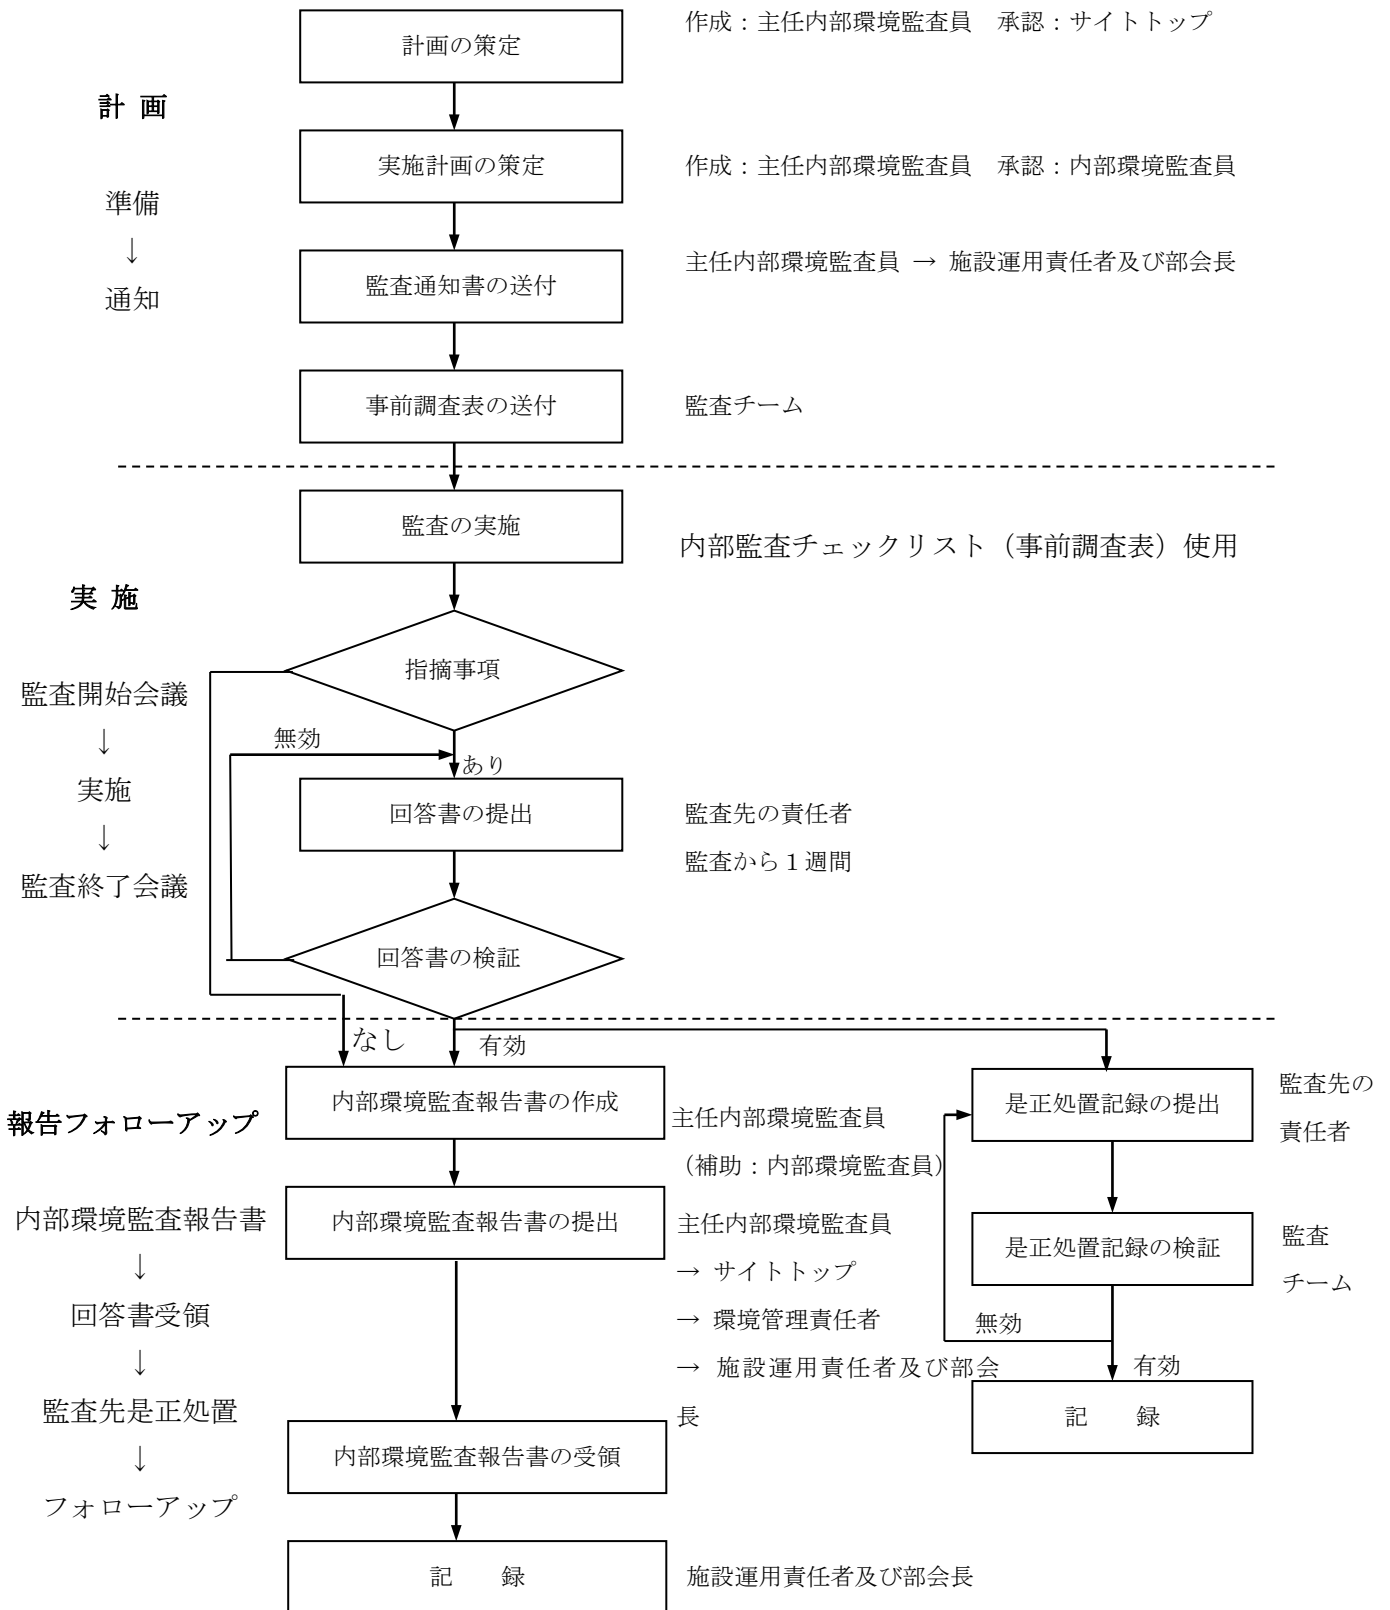 作成：主任内部環境監査員　承認：サイトトップ
計画の策定
計 画
実施計画の策定
作成：主任内部環境監査員　承認：内部環境監査員
準備
↓
通知
監査通知書の送付
主任内部環境監査員 → 施設運用責任者及び部会長
事前調査表の送付
監査チーム
監査の実施
内部監査チェックリスト（事前調査表）使用
実 施
指摘事項
監査開始会議
↓
実施
↓
監査終了会議
無効
あり
回答書の提出
監査先の責任者
監査から１週間
回答書の検証
なし
有効
内部環境監査報告書の作成
主任内部環境監査員
（補助：内部環境監査員）
是正処置記録の提出
監査先の
責任者
報告フォローアップ
内部環境監査報告書の提出
主任内部環境監査員
→ サイトトップ
→ 環境管理責任者
→ 施設運用責任者及び部会
長
是正処置記録の検証
監査
チーム
無効
有効
記　　録
内部環境監査報告書
↓
回答書受領
↓
監査先是正処置
↓
フォローアップ
内部環境監査報告書の受領
記　　録
施設運用責任者及び部会長